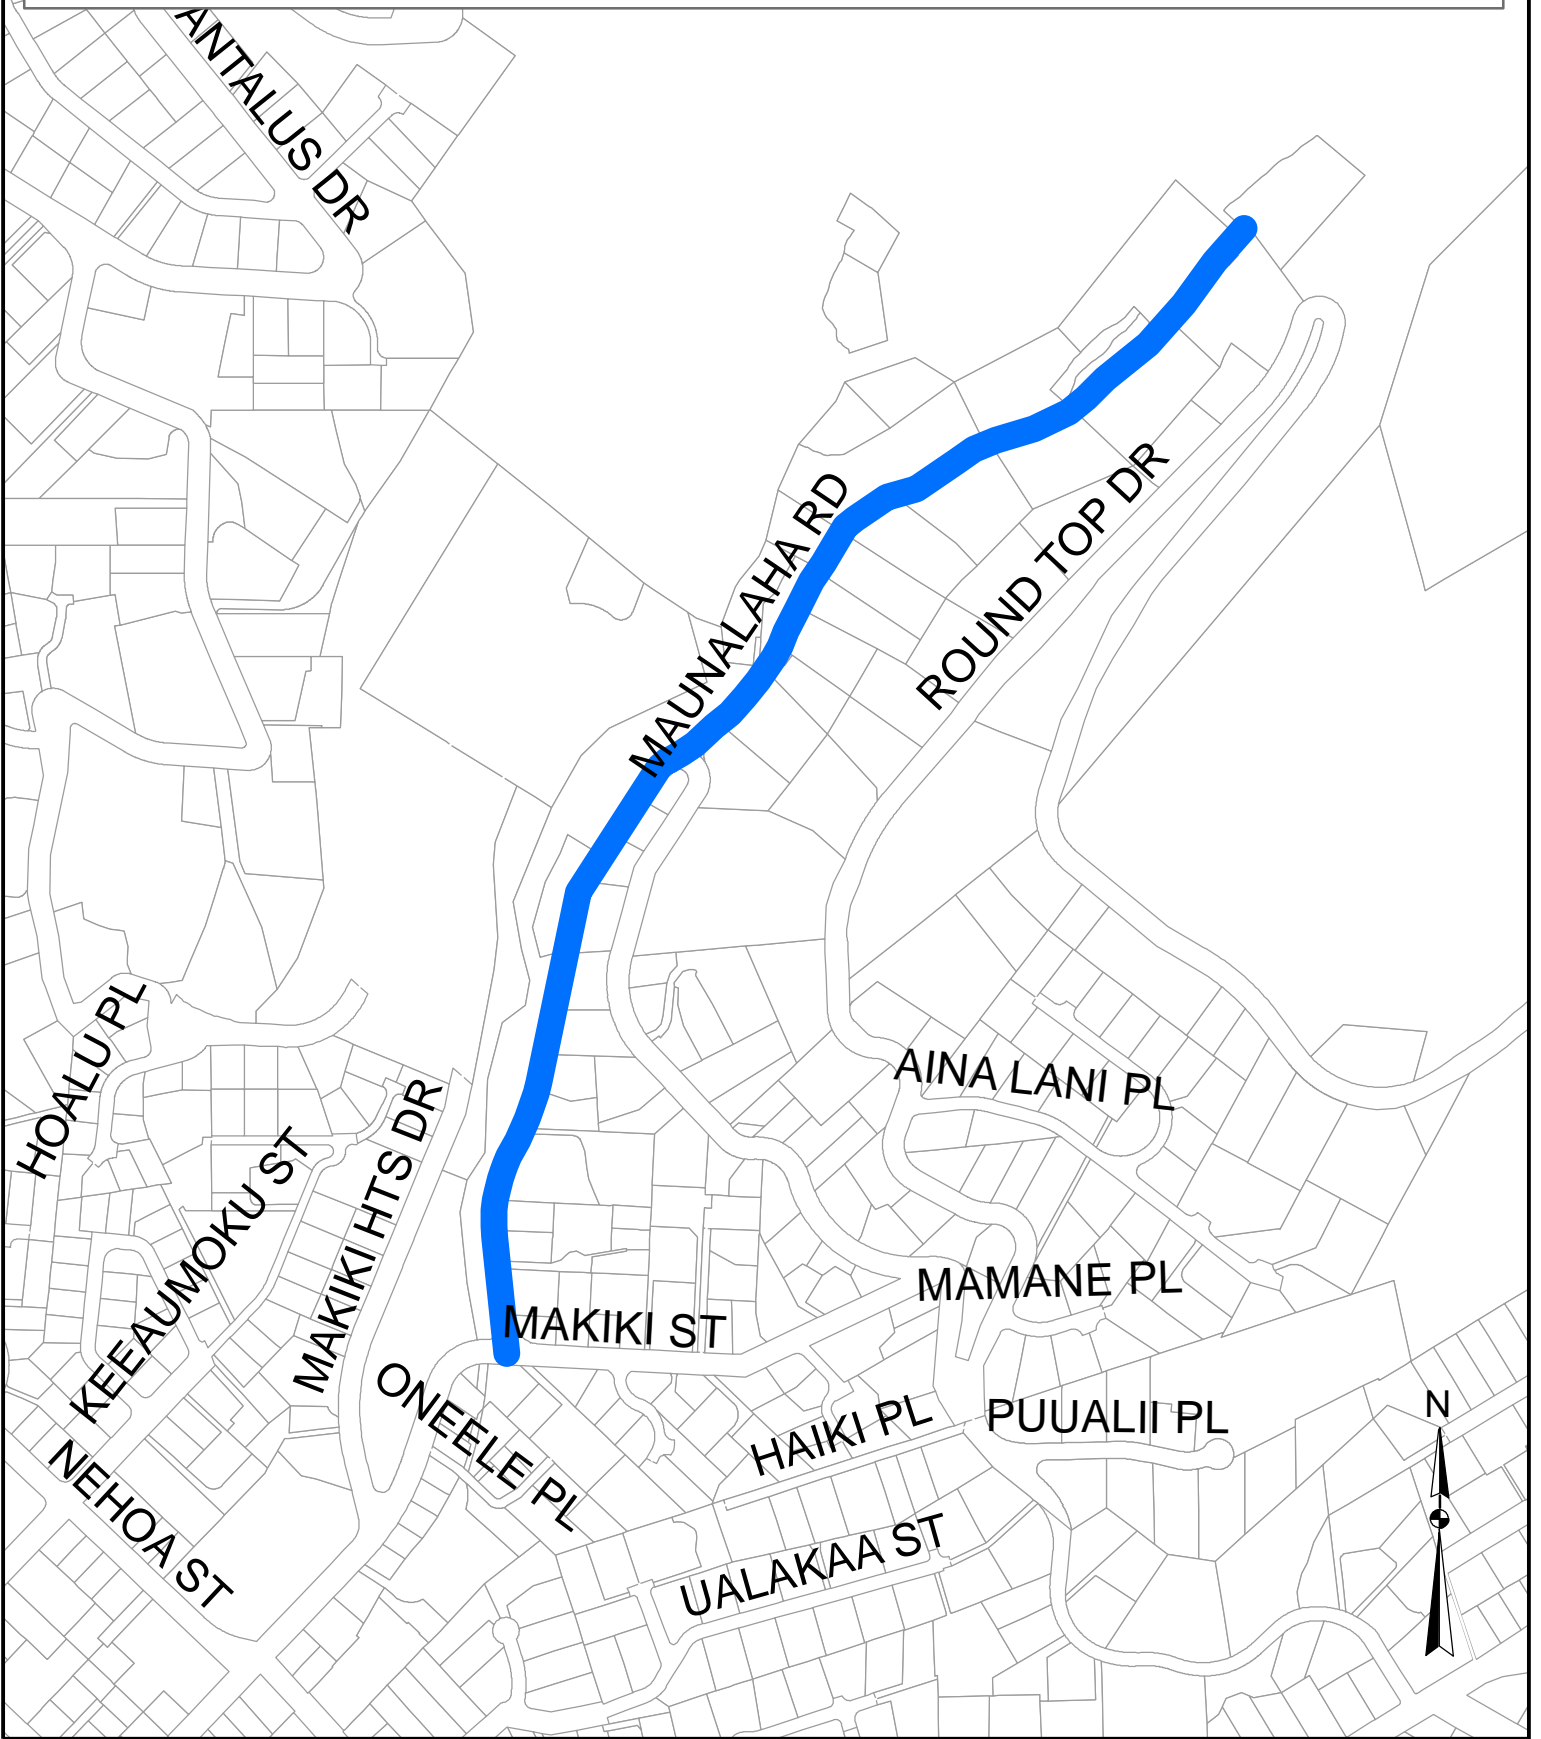 ANTALUS DR
MAUNALAHA RD
ROUND TOP DR
HOALU PL
KEEAUMOKU ST
MAKIKI HTS DR
AINA LANI PL
MAMANE PL
MAKIKI ST
ONEELE PL
HAIKI PL
PUUALII PL
N
NEHOA ST
UALAKAA ST